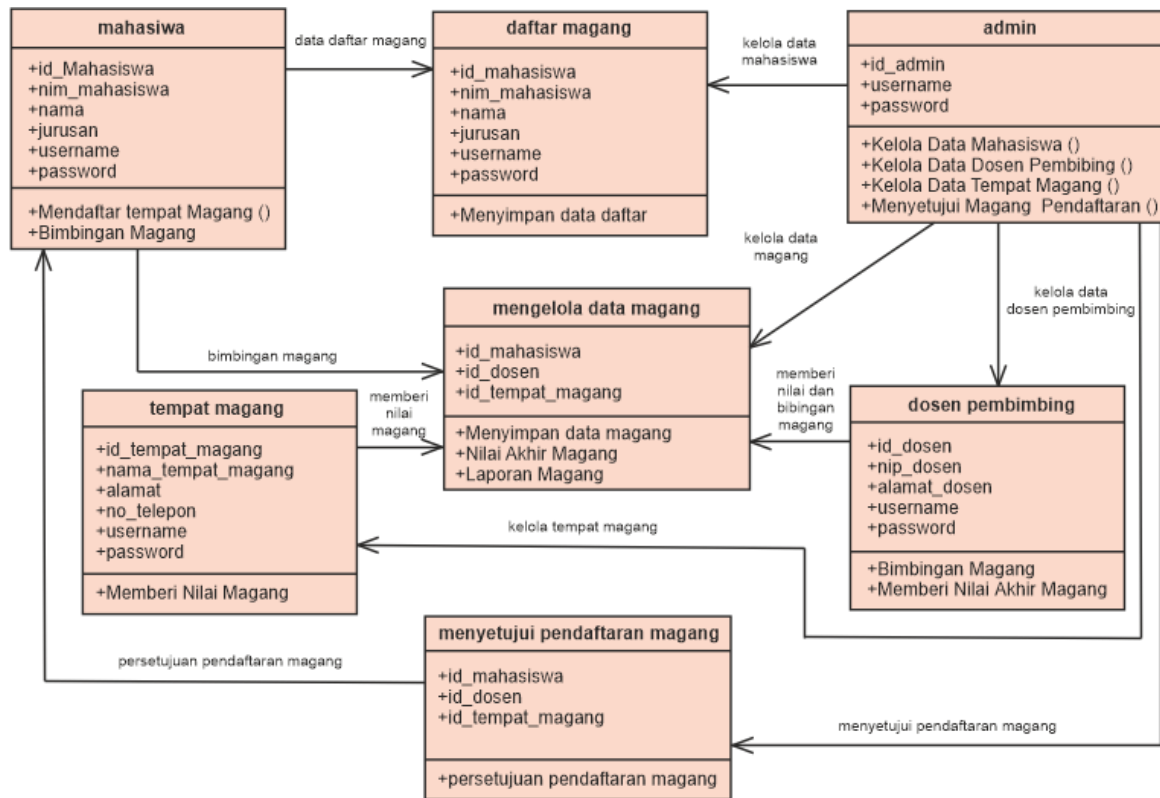 mahasiwa
+id_Mahasiswa
+nim_mahasiswa
+nama
+jurusan
+username
+password
+Mendaftar tempat Magang ()
+Bimbingan Magang
data daftar magang
daftar magang
+id_mahasiswa
+nim_mahasiswa
+nama
+jurusan
+username
+password
+Menyimpan data daftar
kelola data
mahasiswa
admin
+id_admin
+username
+password
+Kelola Data Mahasiswa ()
+Kelola Data Dosen Pembibing ()
+Kelola Data Tempat Magang ()
+Menyetujui Magang Pendaftaran ()
kelola data
magang
kelola data
dosen pembimbing
bimbingan magang
mengelola data magang
+id_mahasiswa
+id_dosen
+id_tempat_magang
+Menyimpan data magang
+Nilai Akhir Magang
+Laporan Magang
tempat magang
+id_tempat_magang
+nama_tempat_magang
+alamat
+no_telepon
+username
+password
+Memberi Nilai Magang
memberi
nilai
magang
memberi
nilai dan
bibingan
magang
dosen pembimbing
+id_dosen
+nip_dosen
+alamat_dosen
+username
+password
+Bimbingan Magang
+Memberi Nilai Akhir Magang
kelola tempat magang
menyetujui pendaftaran magang
+id_mahasiswa
+id_dosen
+id_tempat_magang
+persetujuan pendaftaran magang
persetujuan pendaftaran magang
menyetujui pendaftaran magang